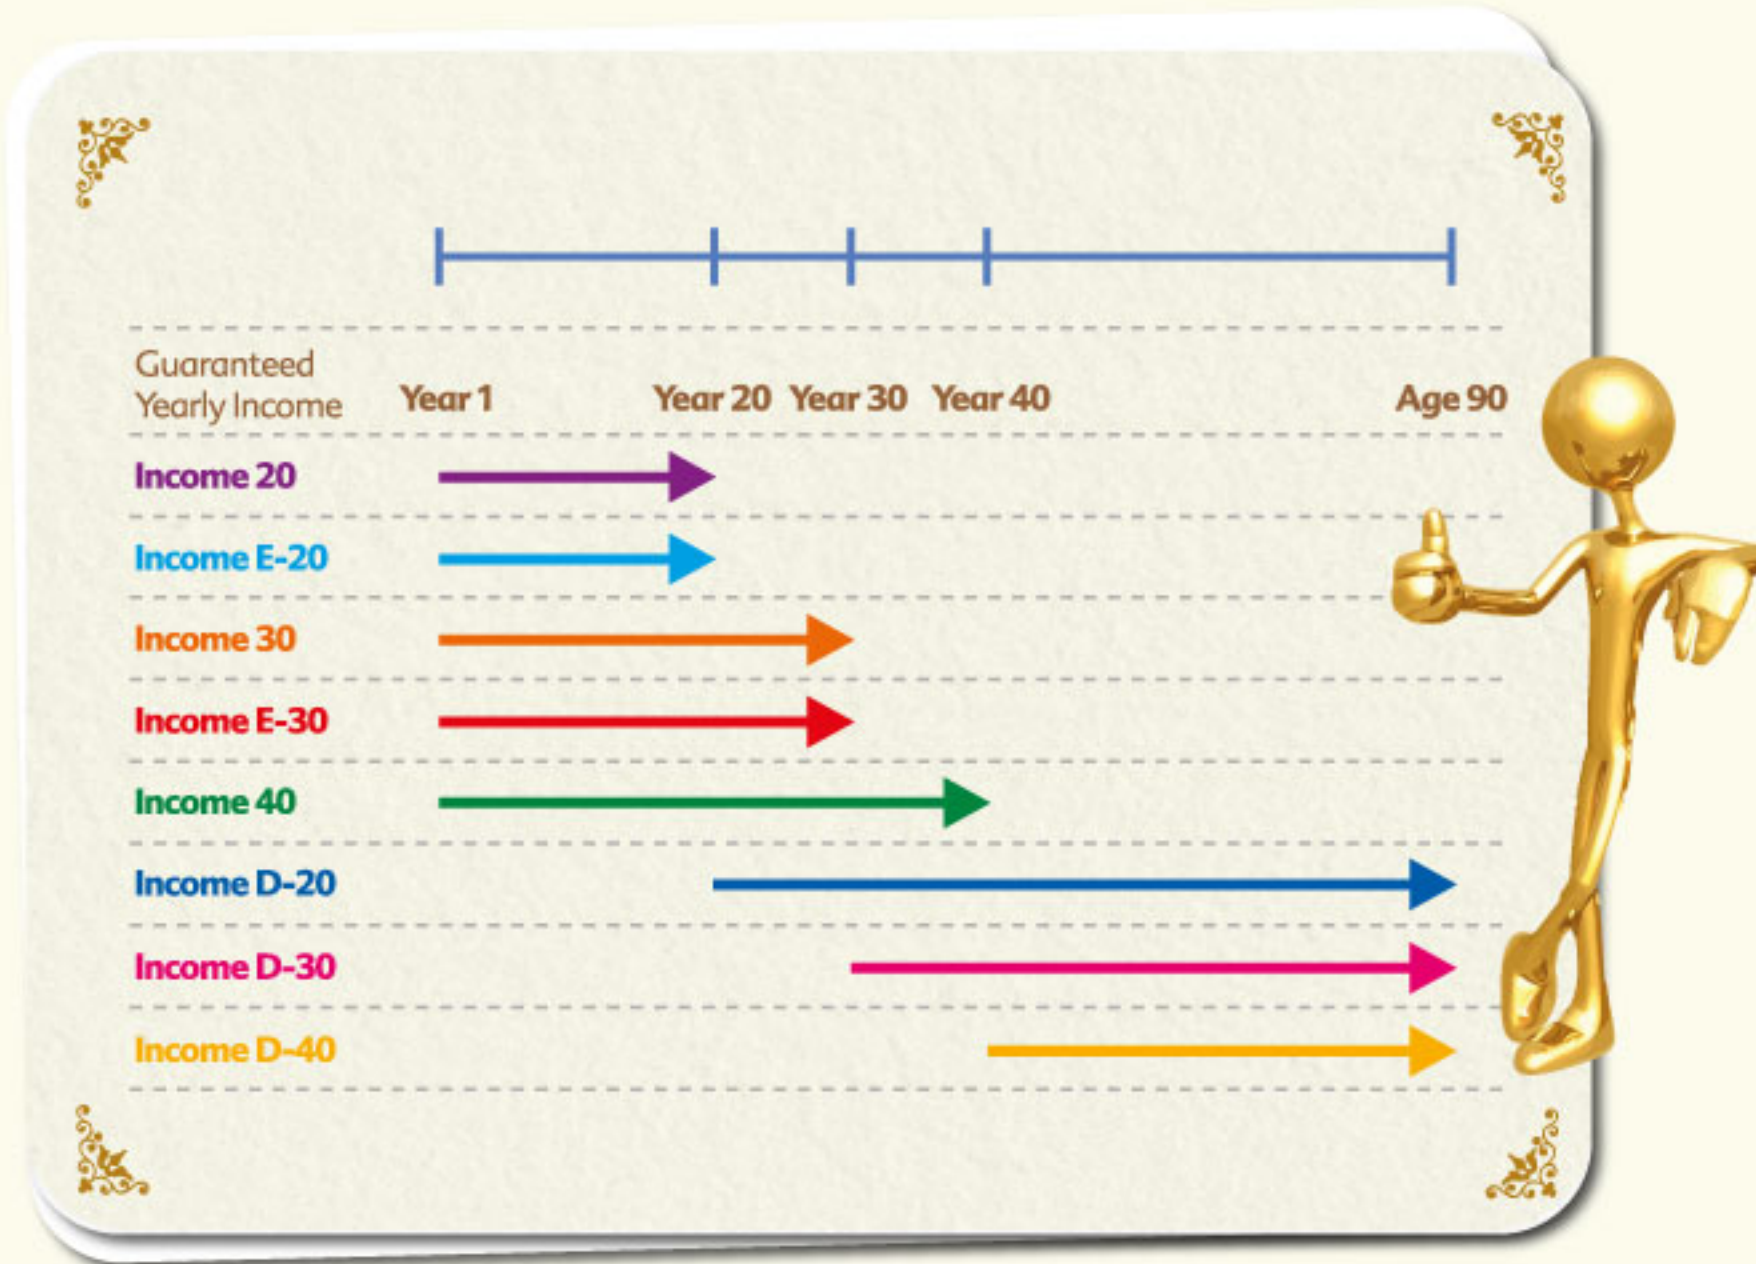 Guaranteed
Yearly Income
Year 1 Year 20 Year 30 Year 40 Age 90
Income 20
Income E-20
Income 30
Income E-30
Income 40
Income D-20
Income D-30
Income D-40